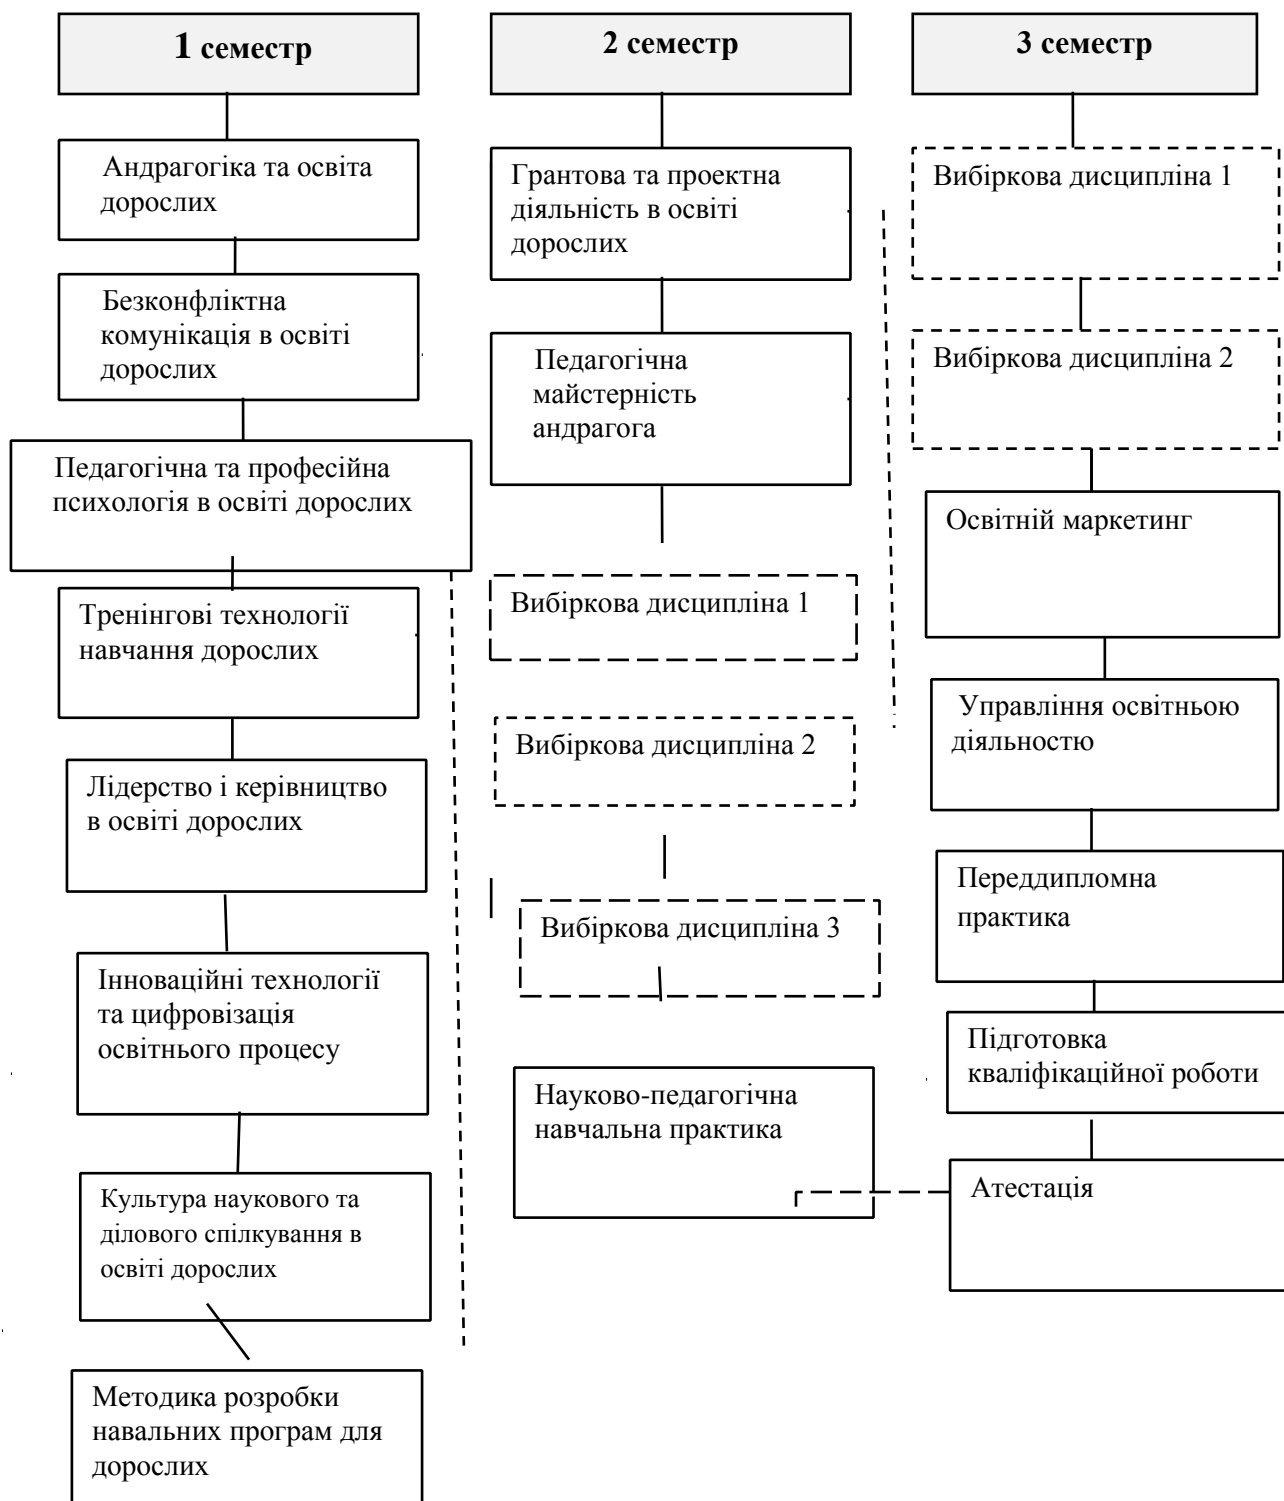 1 семестр
Андрагогіка та освіта
дорослих
Безконфліктна
комунікація в освіті
дорослих
Педагогічна та професійна
психологія в освіті дорослих
Тренінгові технології
навчання дорослих
Лідерство і керівництво
в освіті дорослих
Інноваційні технології
та цифровізація
освітнього процесу
Культура наукового та
ділового спілкування в
освіті дорослих
Методика розробки
навальних програм для
дорослих
2 семестр
Грантова та проектна
діяльність в освіті
дорослих
Педагогічна
майстерність
андрагога
Вибіркова дисципліна 1
Вибіркова дисципліна 2
Вибіркова дисципліна 3
Науково-педагогічна
навчальна практика
3 семестр
Вибіркова дисципліна 1
Вибіркова дисципліна 2
Освітній маркетинг
Управління освітньою
діяльностю
Переддипломна
практика
Підготовка
кваліфікаційної роботи
Атестація